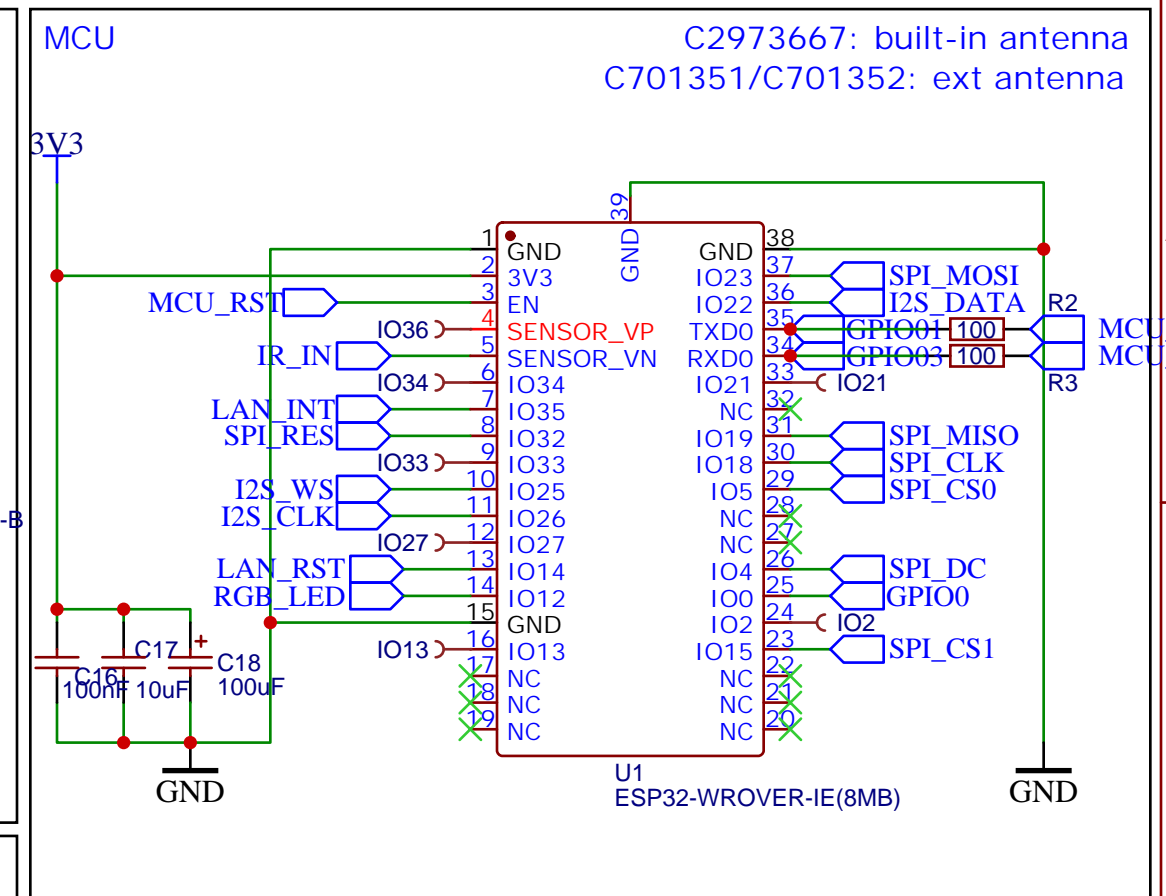 MCU
C2973667: built-in antenna
C701351/C701352: ext antenna
3V3
39
GND
1 GND
GND 38
2 3V3
IO23 37 SPI_MOSI
MCU_RST 3 EN
IO22 36 I2S_DATA
R2
IO36 4 SENSOR_VP
TXD0 35 GPIO01 100 MCU
IR_IN 5 SENSOR_VN
RXD0 34 GPIO03 100 MCU
R3
IO34 6 IO34
IO21 33 IO21
LAN_INT 7 IO35
NC 32
SPI_RES 8 IO32
IO19 31 SPI_MISO
IO33 9 IO33
IO18 30 SPI_CLK
I2S_WS 10 IO25
IO5 29 SPI_CS0
-B
I2S_CLK 11 IO26
NC 28
IO27 12 IO27
NC 27
LAN_RST 13 IO14
IO4 26 SPI_DC
RGB_LED 14 IO12
IO0 25 GPIO0
15 GND
IO2 24 IO2
IO13 16 IO13
IO15 23 SPI_CS1
17 NC
NC 22
18 NC
NC 21
19 NC
NC 20
C16
100nF
C17
10uF
+
C18
100uF
GND
U1
ESP32-WROVER-IE(8MB)
GND